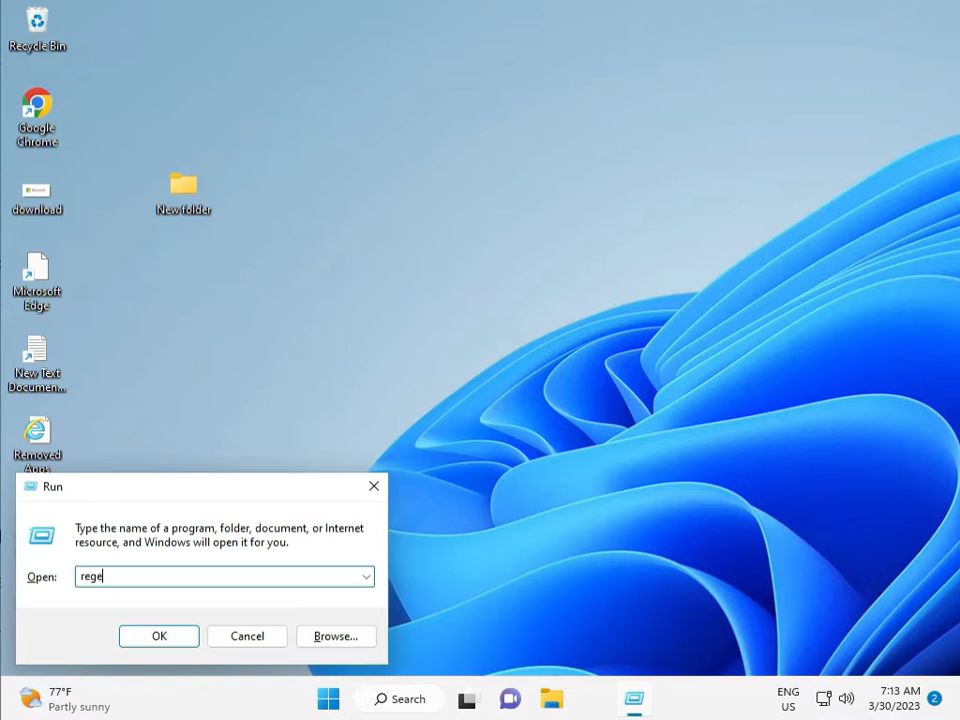 Recycle Bin
Google
Chrome
download
New folder
Microsoft
Edge
New Text
Documen...
Removed
Apps
Run
Type the name of a program, folder, document, or Internet
resource, and Windows will open it for you.
Open: rege
OK Cancel Browse...
77°F
Partly sunny
Search
ENG
US
7:13 AM
3/30/2023
2